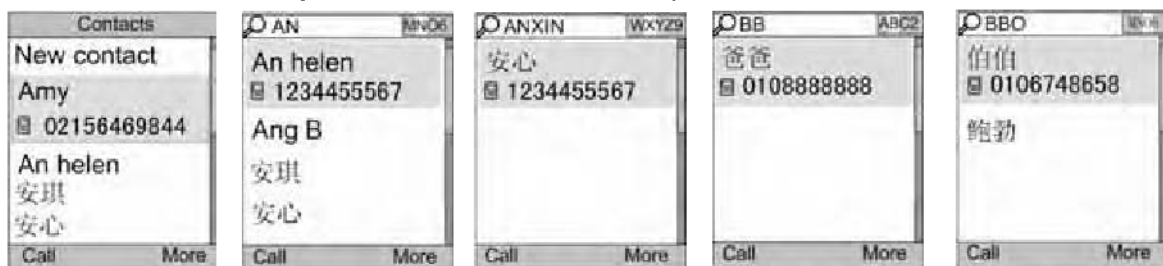 Contacts
New contact
Amy
02156469844
An helen
安琪
安心
Call More
AN MNO6
An helen
1234455567
Ang B
安琪
安心
Call More
ANXIN WXYZ9
安心
1234455567
Call More
BB ABC2
爸爸
0108888888
Call More
BBO MNO6
伯伯
0106748658
鲍勃
Call More